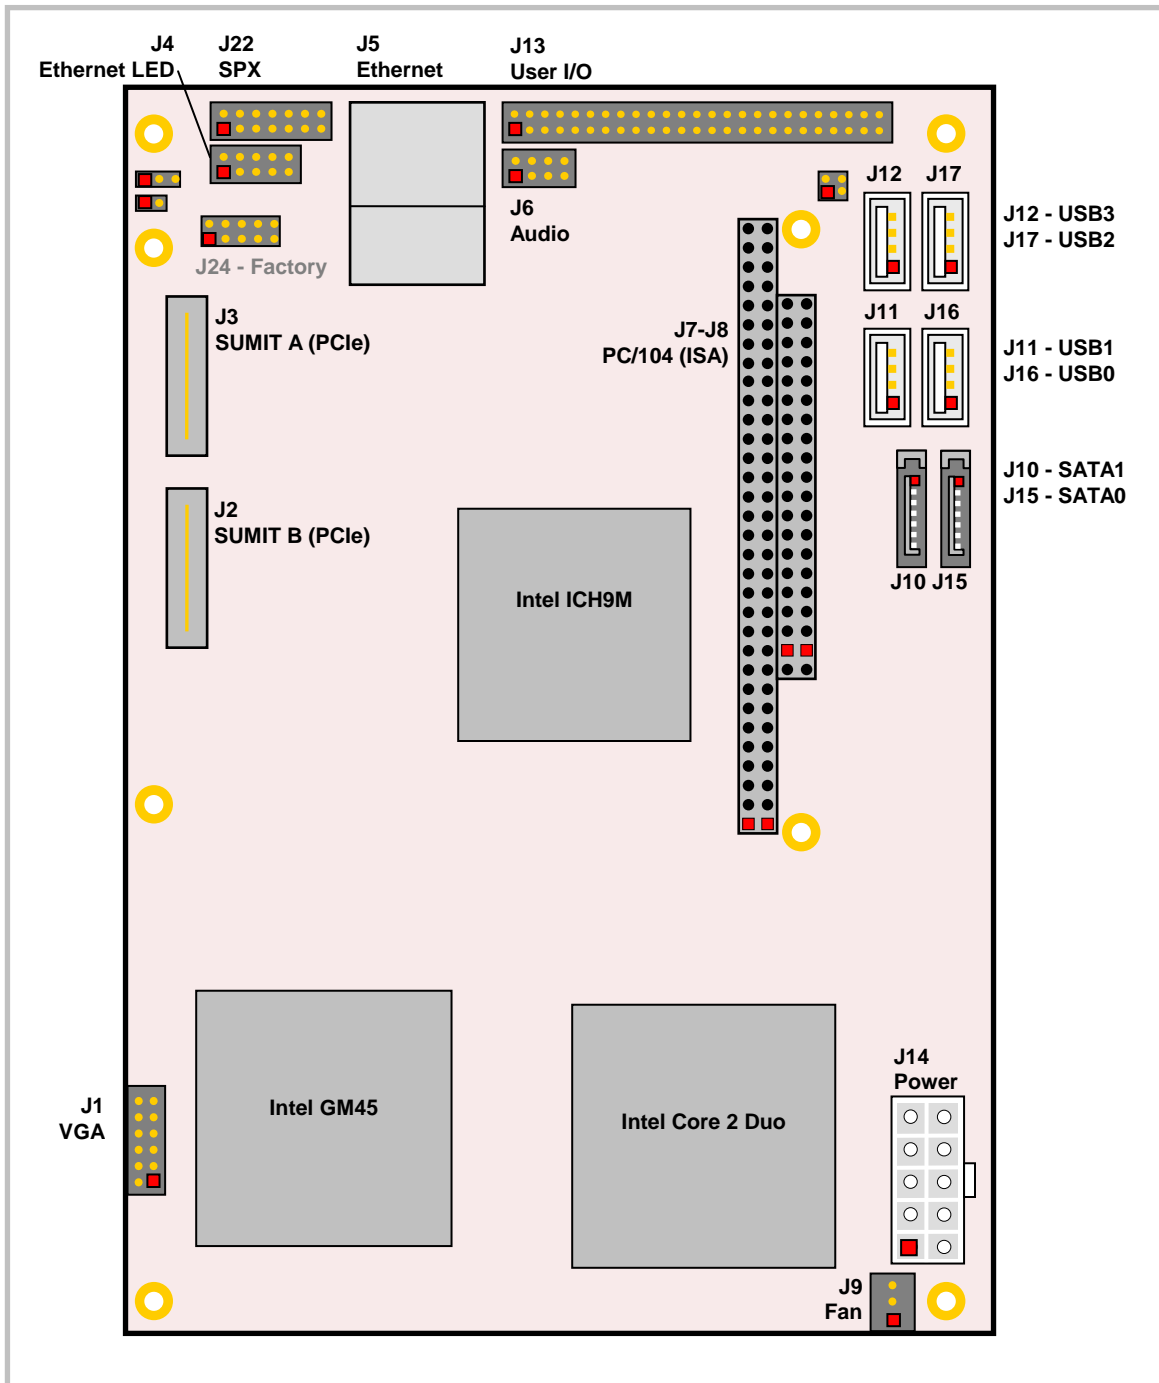 J4
Ethernet LED
J22
SPX
J5
Ethernet
J13
User I/O
J6
Audio
J12
J17
J12 - USB3
J17 - USB2
J24 - Factory
J3
SUMIT A (PCIe)
J7-J8
PC/104 (ISA)
J11
J16
J11 - USB1
J16 - USB0
J10 - SATA1
J15 - SATA0
J2
SUMIT B (PCIe)
J10
J15
Intel ICH9M
J14
Power
J1
VGA
Intel GM45
Intel Core 2 Duo
J9
Fan